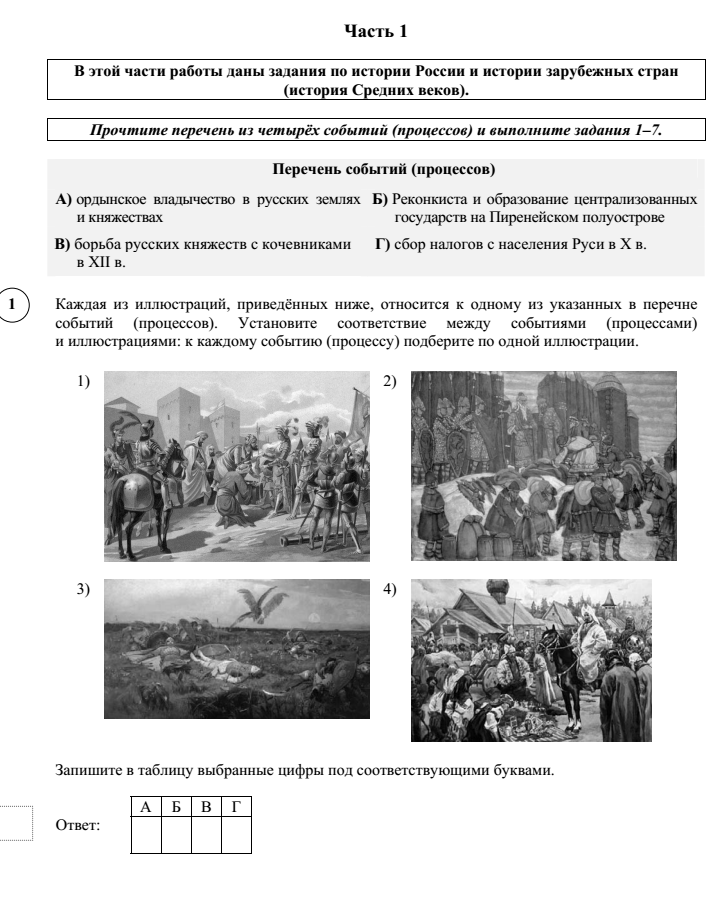 Часть 1
В этой части работы даны задания по истории России и истории зарубежных стран
(история Средних веков).
Прочтите перечень из четырёх событий (процессов) и выполните задания 1–7.
Перечень событий (процессов)
А) ордынское владычество в русских землях
и княжествах
Б) Реконкиста и образование централизованных
государств на Пиренейском полуострове
В) борьба русских княжеств с кочевниками
в XII в.
Г) сбор налогов с населения Руси в X в.
1
Каждая из иллюстраций, приведённых ниже, относится к одному из указанных в перечне
событий (процессов). Установите соответствие между событиями (процессами)
и иллюстрациями: к каждому событию (процессу) подберите по одной иллюстрации.
1)
2)
3)
4)
Запишите в таблицу выбранные цифры под соответствующими буквами.
А Б В Г
Ответ: